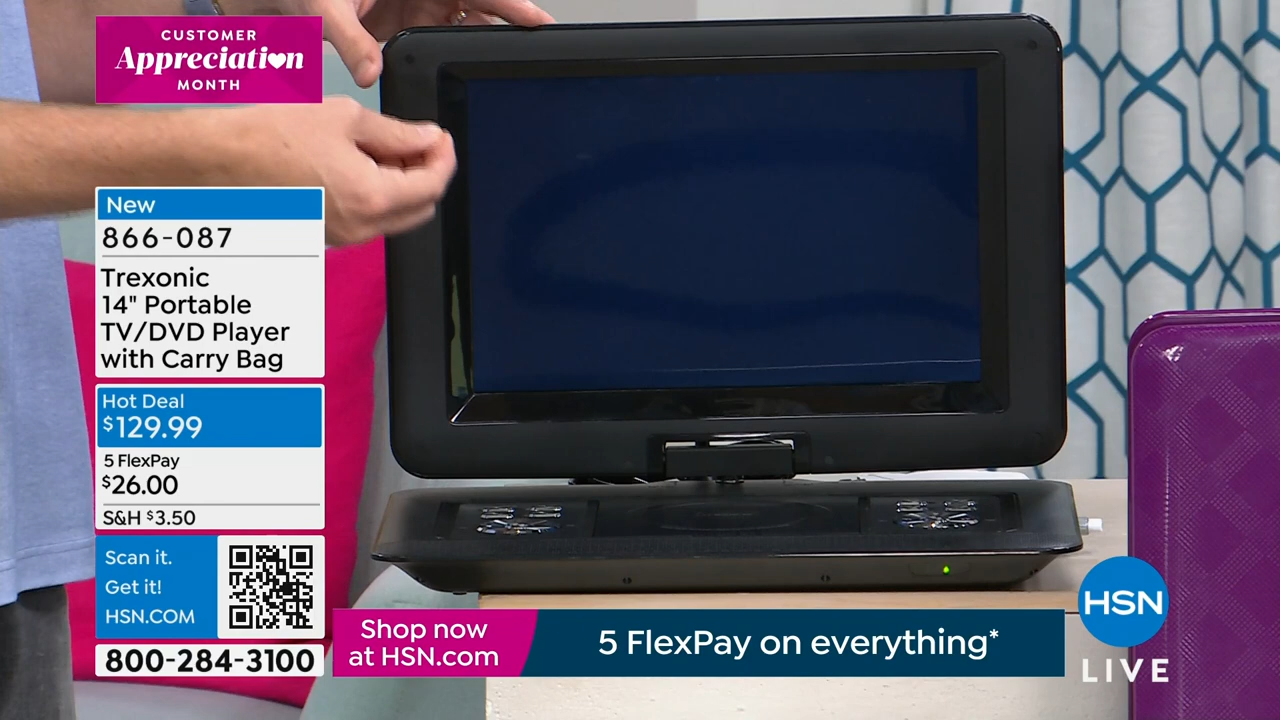 CUSTOMER
Appreciation
MONTH
New
866-087
Trexonic
14" Portable
TV/DVD Player
with Carry Bag
Hot Deal
$129.99
5 FlexPay
$26.00
S&H $3.50
Scan it.
Get it!
HSN.COM
800-284-3100
Shop now
at HSN.com
5 FlexPay on everything*
HSN
LIVE